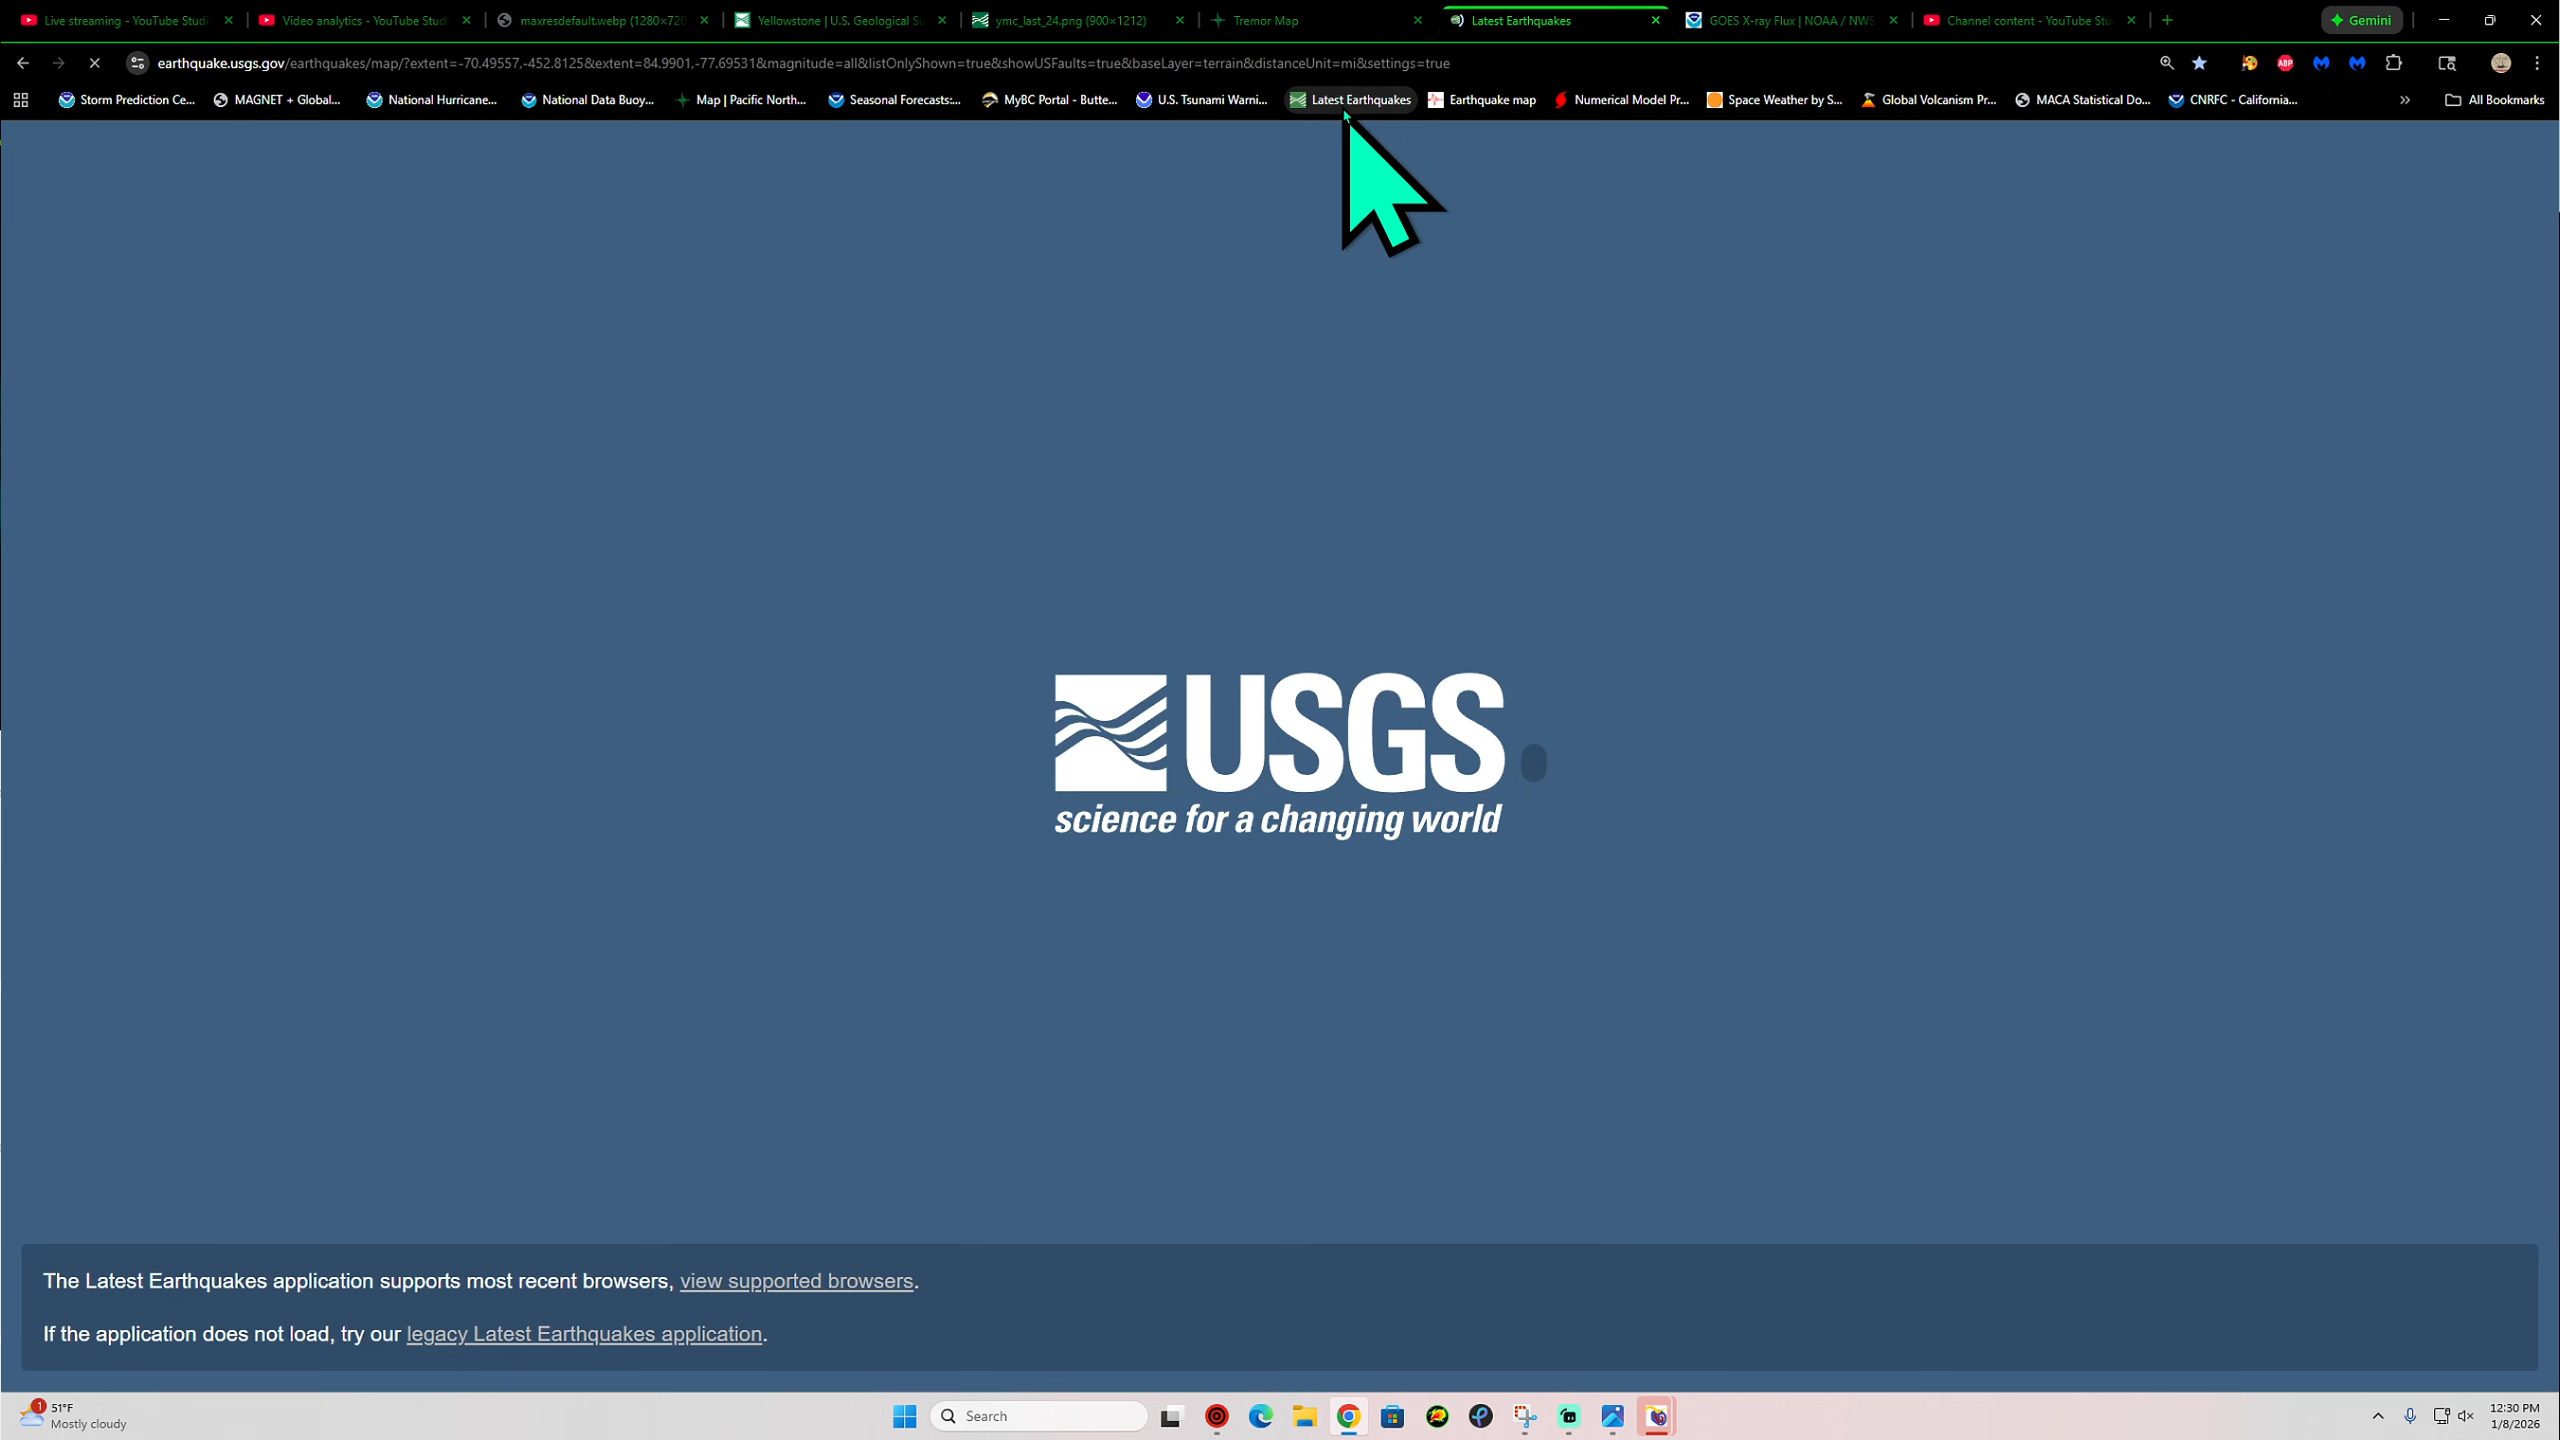 Live streaming - YouTube Studi
Video analytics - YouTube Stud
maxresdefault.webp (1280×720
Yellowstone | U.S. Geological Su
ymc_last_24.png (900×1212)
Tremor Map
Latest Earthquakes
GOES X-ray Flux | NOAA / NWS
Channel content - YouTube Stu
Gemini
earthquake.usgs.gov/earthquakes/map/?extent=-70.49557,-452.8125&extent=84.9901,-77.69531&magnitude=all&listOnlyShown=true&showUSFaults=true&baseLayer=terrain&distanceUnit=mi&settings=true
ABP
Storm Prediction Ce...
MAGNET + Global...
National Hurricane...
National Data Buoy...
Map | Pacific North...
Seasonal Forecasts:...
MyBC Portal - Butte...
U.S. Tsunami Warni...
Latest Earthquakes
Earthquake map
Numerical Model Pr...
Space Weather by S...
Global Volcanism Pr...
MACA Statistical Do...
CNRFC - California...
All Bookmarks
USGS
science for a changing world
The Latest Earthquakes application supports most recent browsers, view supported browsers.
If the application does not load, try our legacy Latest Earthquakes application.
1
51°F
Mostly cloudy
Search
12:30 PM
1/8/2026